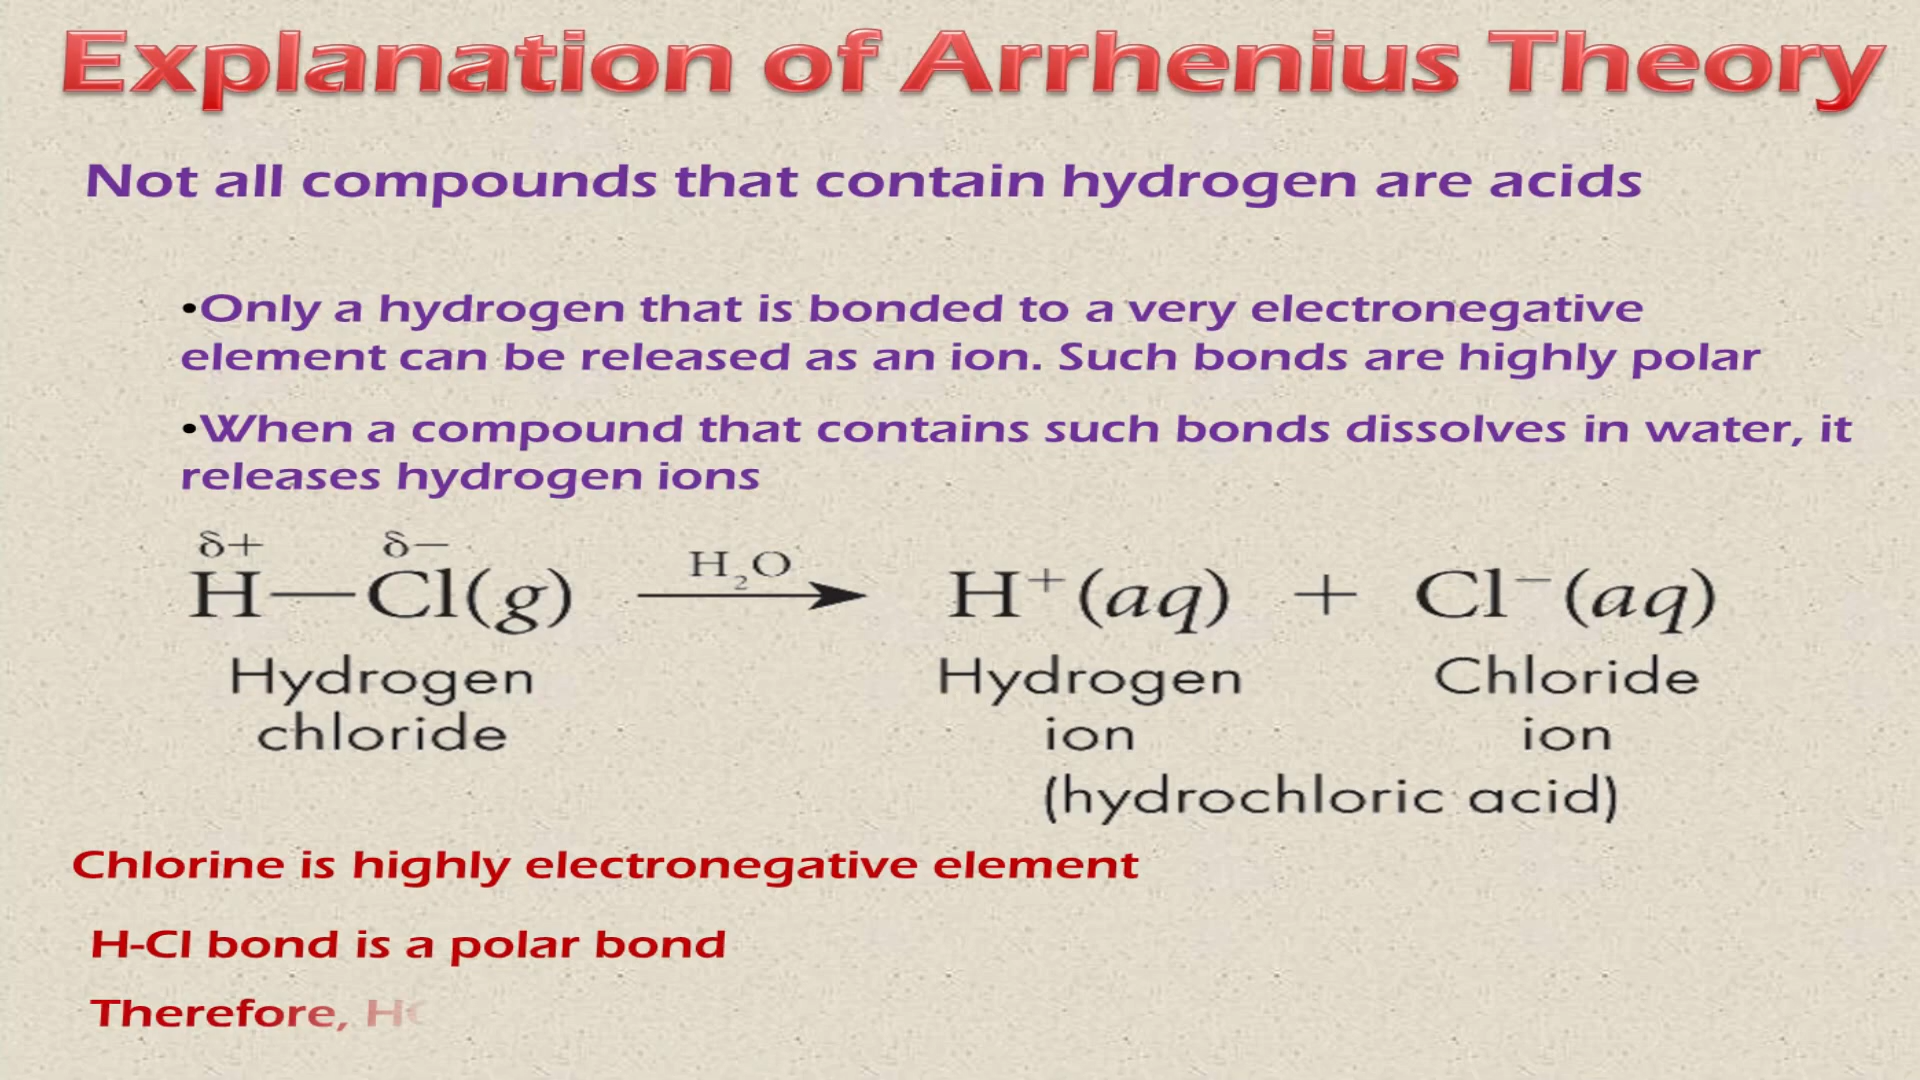 Explanation of Arrhenius Theory
Not all compounds that contain hydrogen are acids
•Only a hydrogen that is bonded to a very electronegative
element can be released as an ion. Such bonds are highly polar
•When a compound that contains such bonds dissolves in water, it
releases hydrogen ions
δ+ δ−
H—Cl(g) H₂O H⁺(aq) + Cl⁻(aq)
Hydrogen Hydrogen Chloride
chloride ion ion
(hydrochloric acid)
Chlorine is highly electronegative element
H-Cl bond is a polar bond
Therefore,